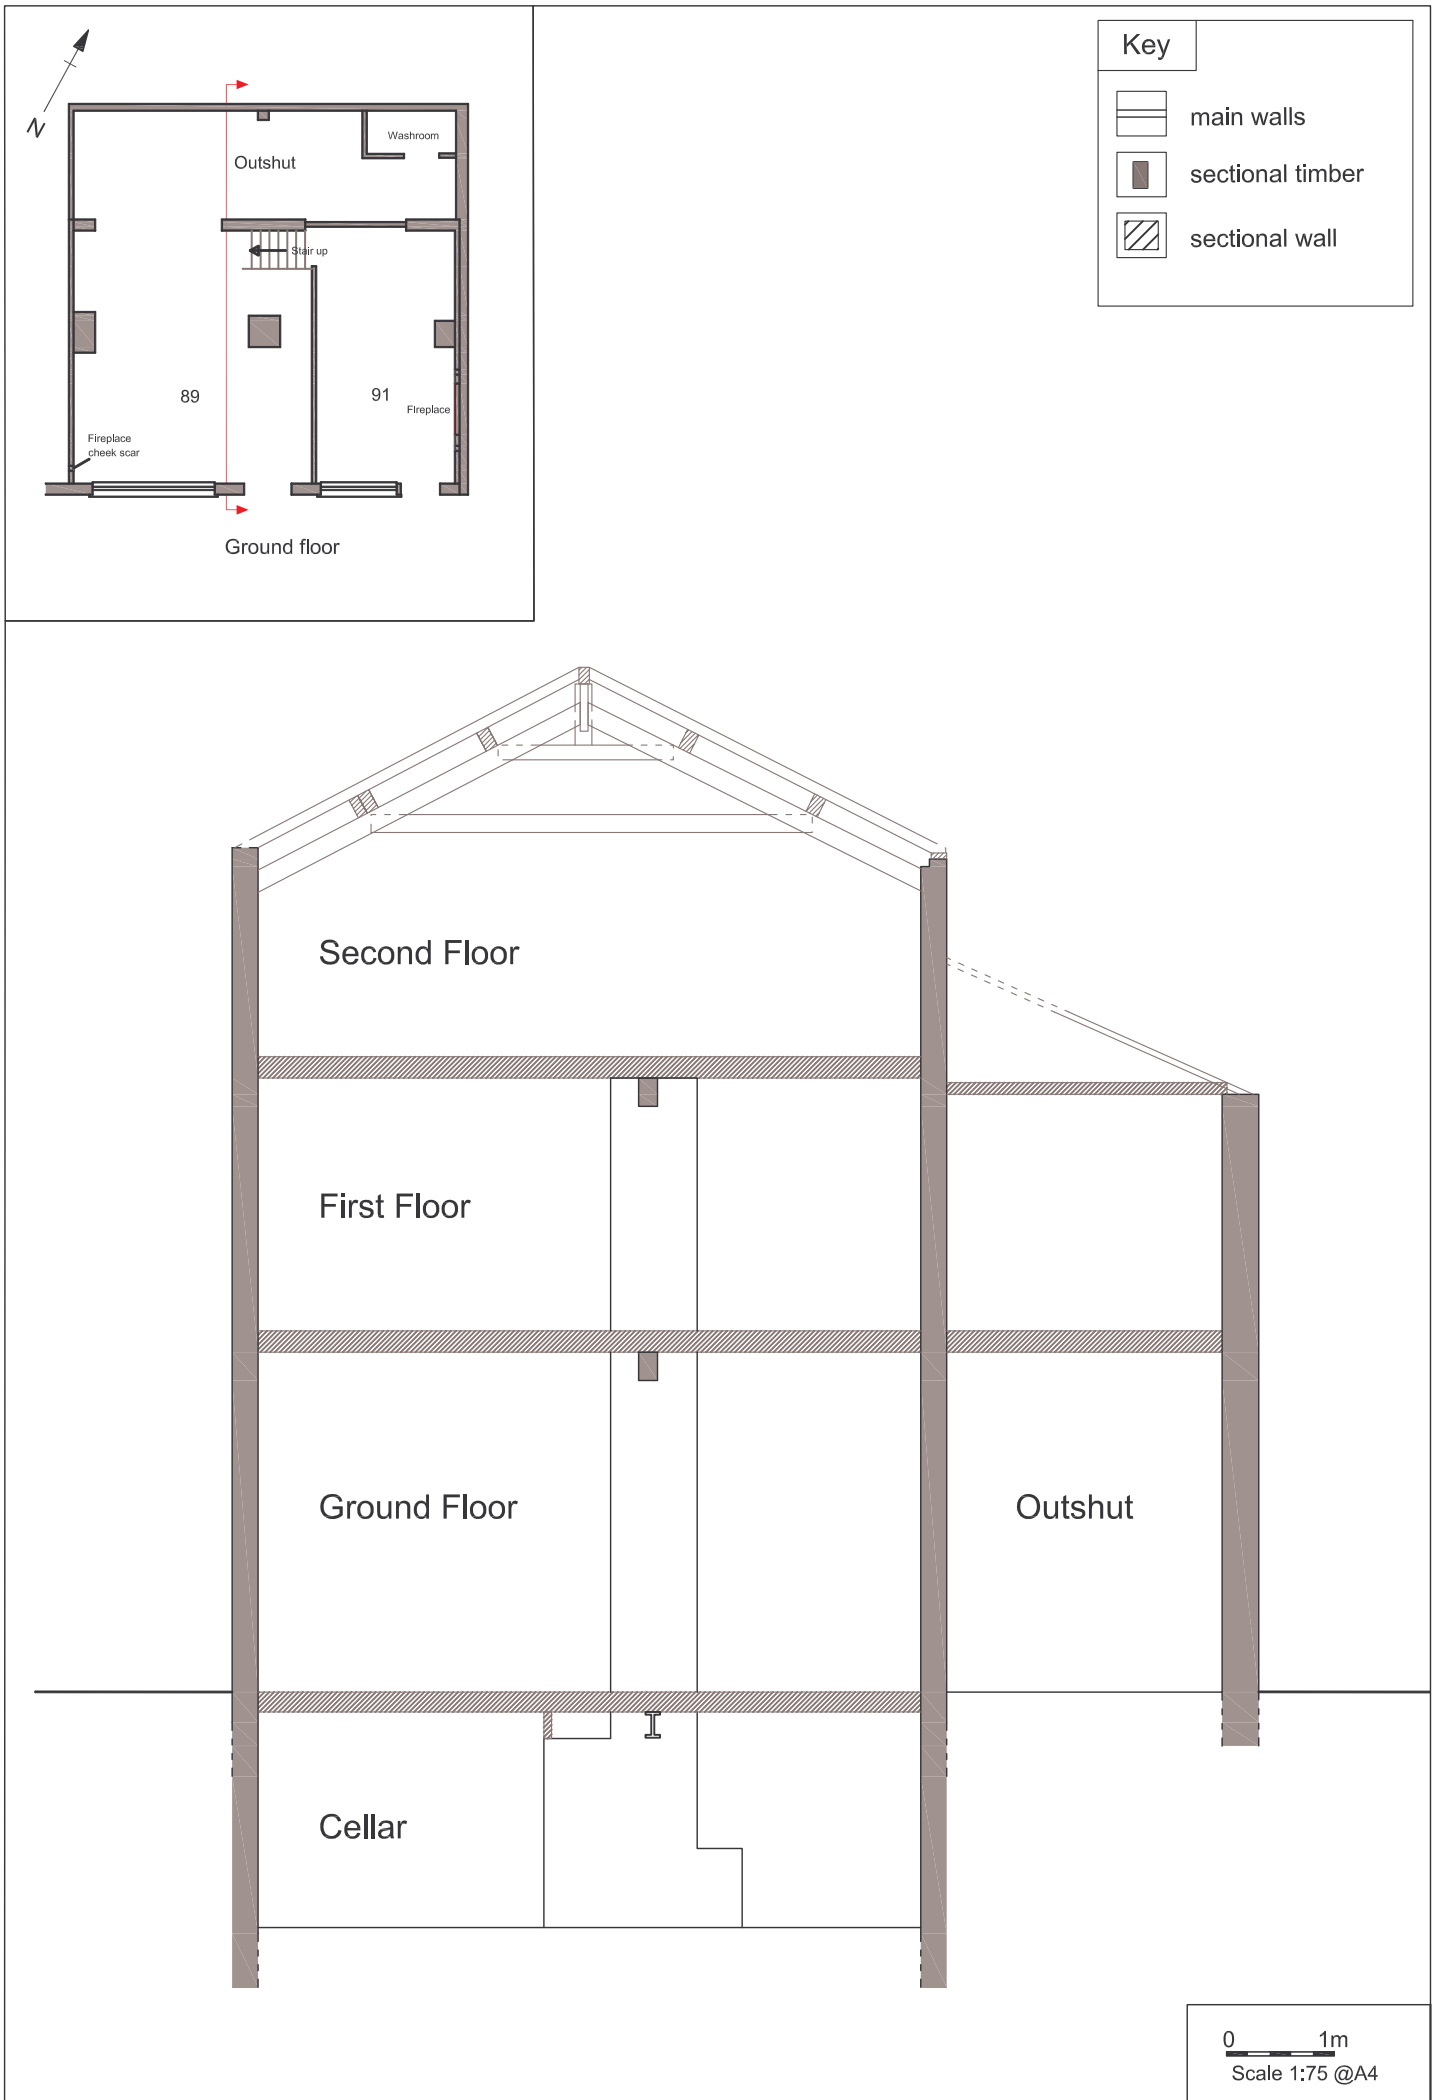 N
Washroom
Outshut
Stair up
89
91
FIreplace
Fireplace
cheek scar
Ground floor
Key
main walls
sectional timber
sectional wall
Second Floor
First Floor
Ground Floor
Outshut
Cellar
0 1m
Scale 1:75 @A4